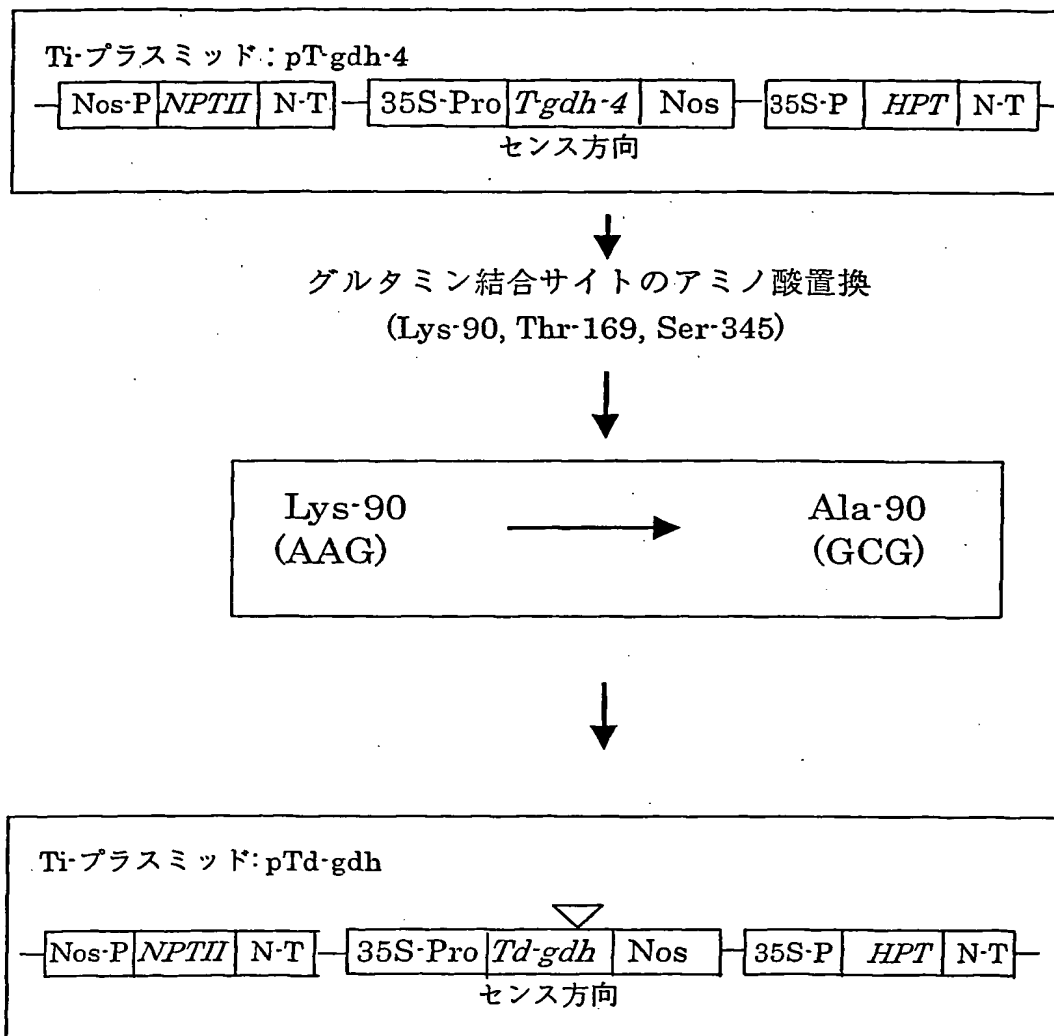 Ti-プラスミッド：pT-gdh-4
Nos-P NPTII N-T 35S-Pro T-gdh-4 Nos 35S-P HPT N-T
センス方向
グルタミン結合サイトのアミノ酸置換
(Lys-90, Thr-169, Ser-345)
Lys-90 Ala-90
(AAG) (GCG)
Ti-プラスミッド：pTd-gdh
Nos-P NPTII N-T 35S-Pro Td-gdh Nos 35S-P HPT N-T
センス方向